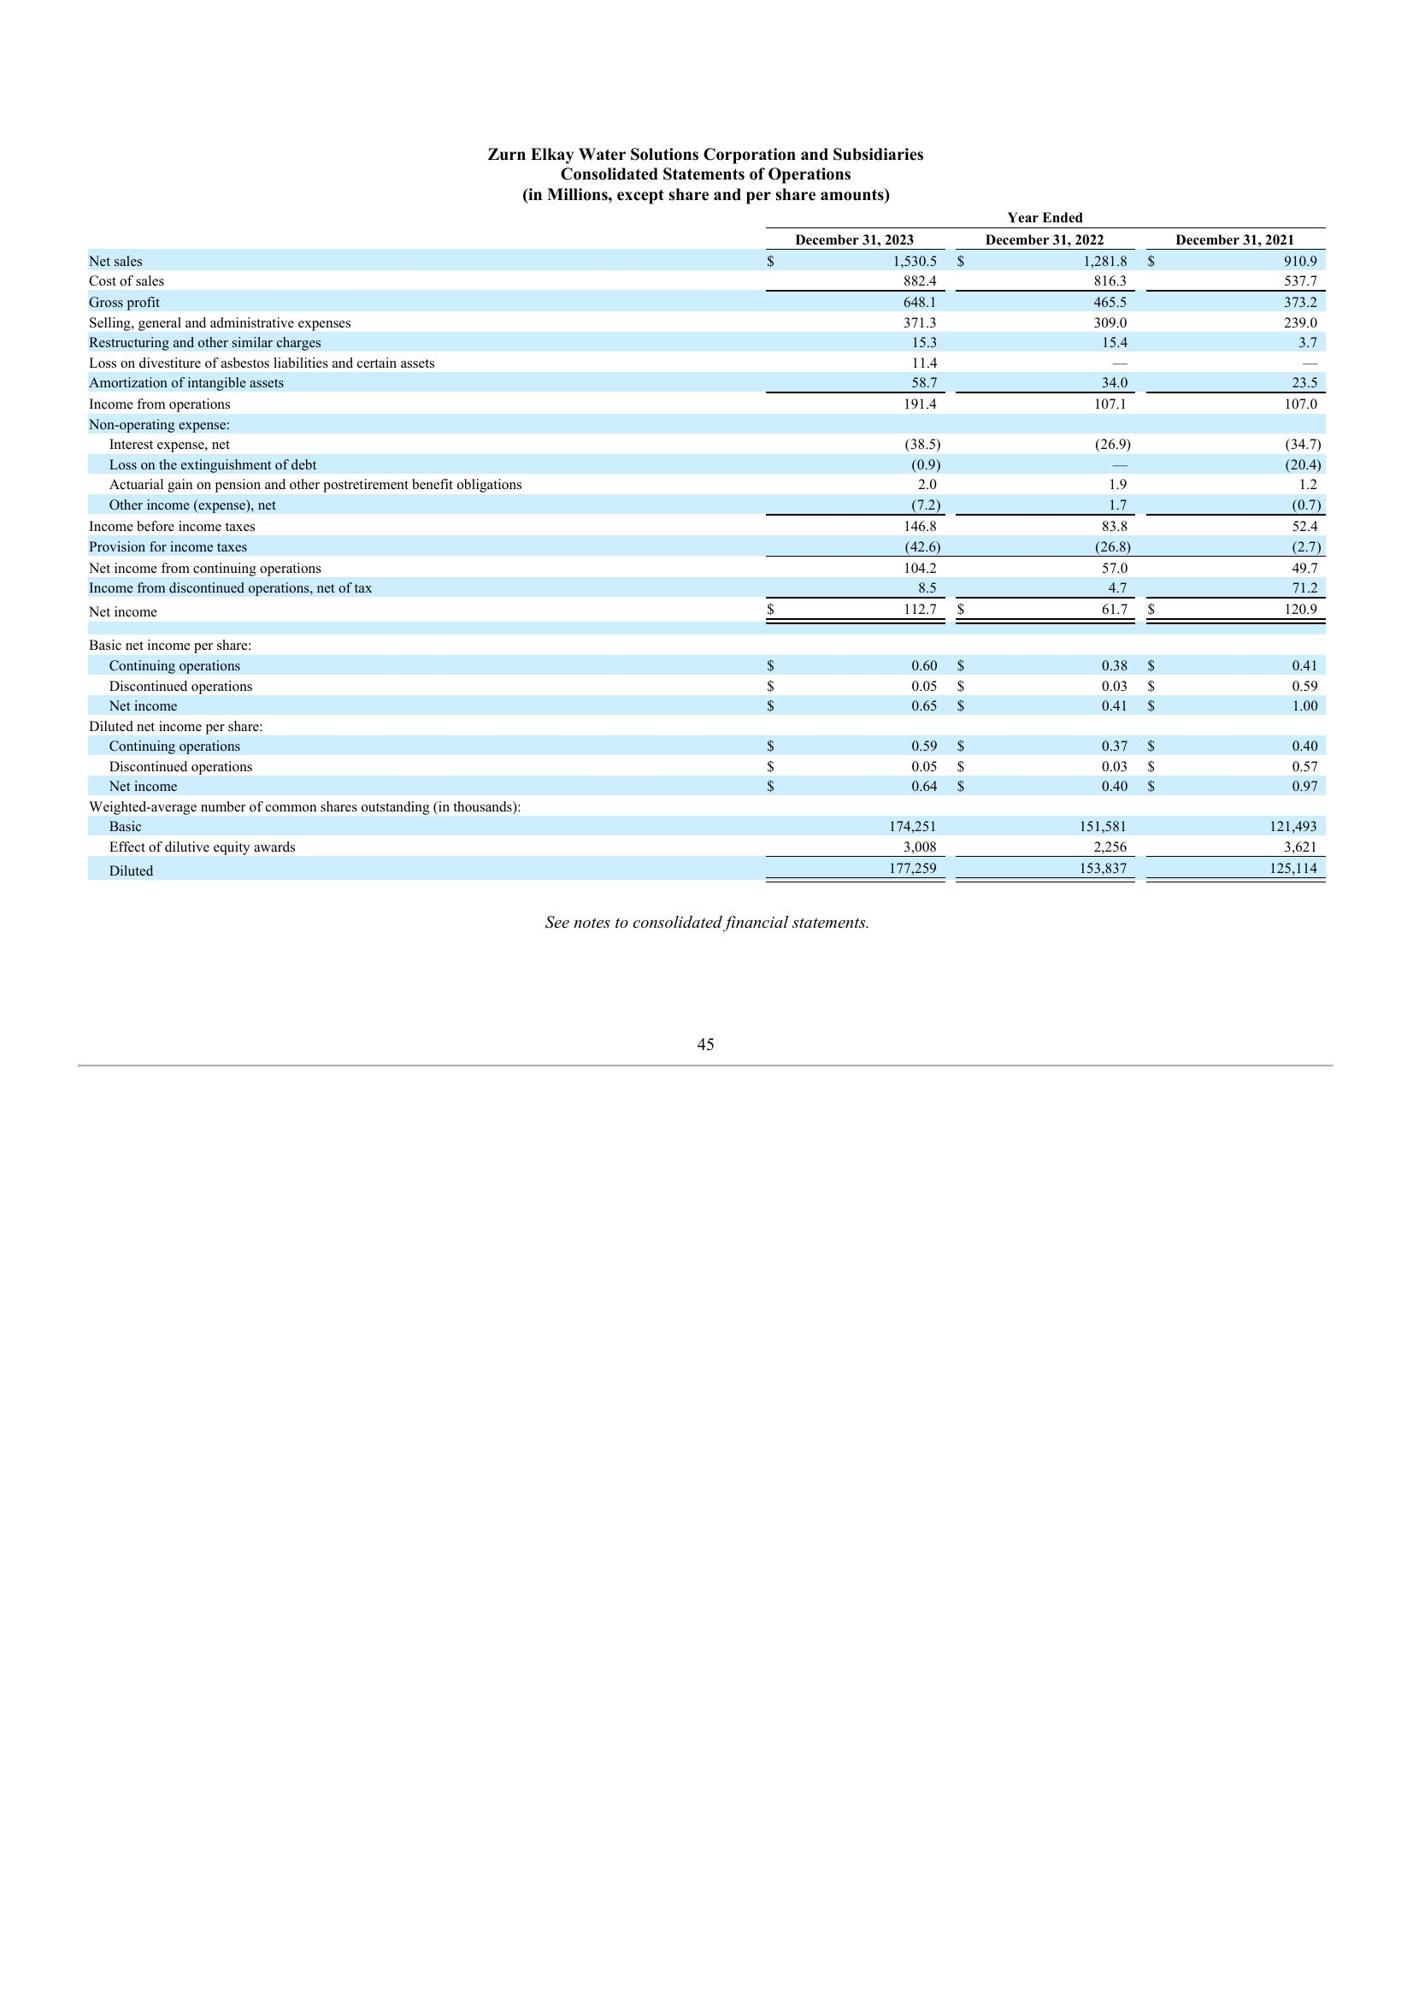 Zurn Elkay Water Solutions Corporation and Subsidiaries
Consolidated Statements of Operations
(in Millions, except share and per share amounts)
Year Ended
December 31, 2023 December 31, 2022 December 31, 2021
Net sales $ 1,530.5 $ 1,281.8 $ 910.9
Cost of sales 882.4 816.3 537.7
Gross profit 648.1 465.5 373.2
Selling, general and administrative expenses 371.3 309.0 239.0
Restructuring and other similar charges 15.3 15.4 3.7
Loss on divestiture of asbestos liabilities and certain assets 11.4 — —
Amortization of intangible assets 58.7 34.0 23.5
Income from operations 191.4 107.1 107.0
Non-operating expense:
Interest expense, net (38.5) (26.9) (34.7)
Loss on the extinguishment of debt (0.9) — (20.4)
Actuarial gain on pension and other postretirement benefit obligations 2.0 1.9 1.2
Other income (expense), net (7.2) 1.7 (0.7)
Income before income taxes 146.8 83.8 52.4
Provision for income taxes (42.6) (26.8) (2.7)
Net income from continuing operations 104.2 57.0 49.7
Income from discontinued operations, net of tax 8.5 4.7 71.2
Net income $ 112.7 $ 61.7 $ 120.9
Basic net income per share:
Continuing operations $ 0.60 $ 0.38 $ 0.41
Discontinued operations $ 0.05 $ 0.03 $ 0.59
Net income $ 0.65 $ 0.41 $ 1.00
Diluted net income per share:
Continuing operations $ 0.59 $ 0.37 $ 0.40
Discontinued operations $ 0.05 $ 0.03 $ 0.57
Net income $ 0.64 $ 0.40 $ 0.97
Weighted-average number of common shares outstanding (in thousands):
Basic 174,251 151,581 121,493
Effect of dilutive equity awards 3,008 2,256 3,621
Diluted 177,259 153,837 125,114
See notes to consolidated financial statements.
45